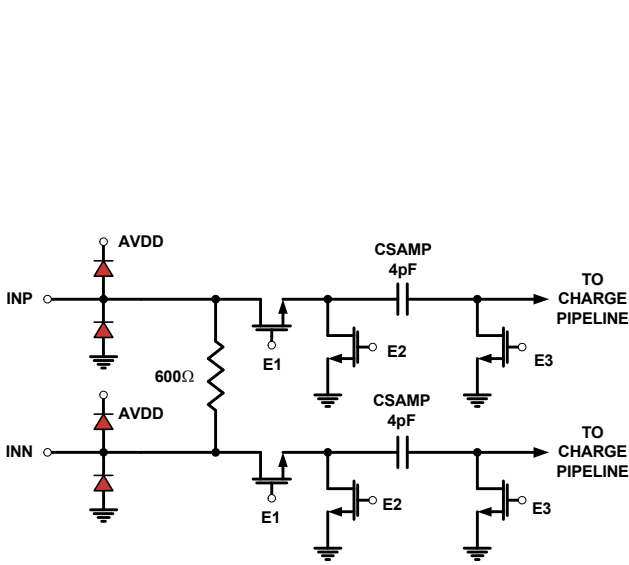 AVDD
CSAMP
4pF
INP
TO
CHARGE
PIPELINE
E1
E2
E3
600Ω
AVDD
CSAMP
4pF
INN
TO
CHARGE
PIPELINE
E1
E2
E3